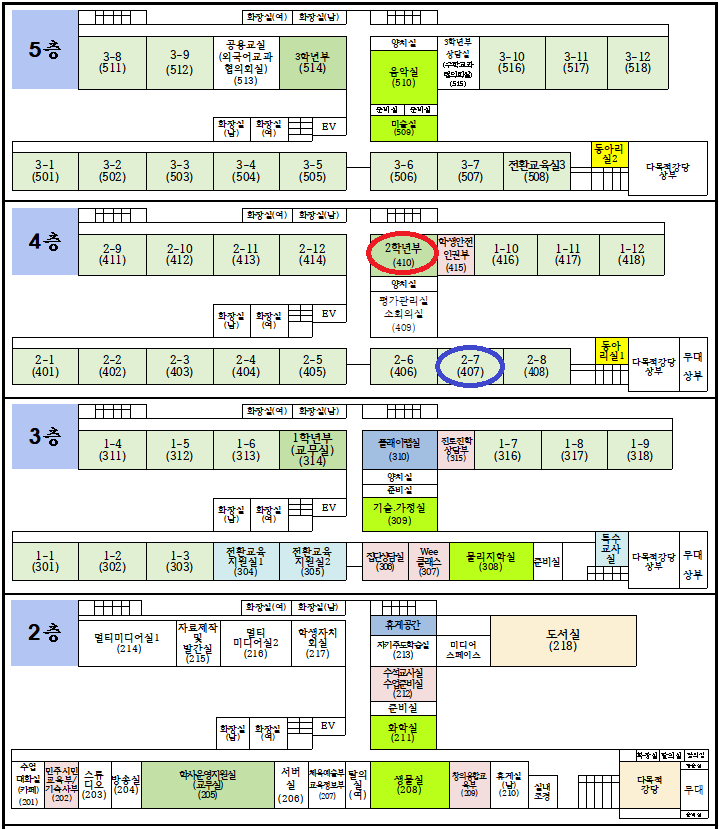 5층
화장실(여) 화장실(남)
3-8
(511)
3-9
(512)
공용교실
(외국어교과
협의회실)
(513)
3학년부
(514)
양치실
음악실
(510)
준비실 준비실
미술실
(509)
3학년부
상담실
(수학교과
협의회실)
(515)
3-10
(516)
3-11
(517)
3-12
(518)
화장실
(남)
화장실
(여)
EV
3-1
(501)
3-2
(502)
3-3
(503)
3-4
(504)
3-5
(505)
3-6
(506)
3-7
(507)
전환교육실3
(508)
동아리
실2
다목적강당
상부
4층
화장실(여) 화장실(남)
2-9
(411)
2-10
(412)
2-11
(413)
2-12
(414)
2학년부
(410)
학생안전
인권부
(415)
1-10
(416)
1-11
(417)
1-12
(418)
양치실
평가관리실
소회의실
(409)
화장실
(남)
화장실
(여)
EV
2-1
(401)
2-2
(402)
2-3
(403)
2-4
(404)
2-5
(405)
2-6
(406)
2-7
(407)
2-8
(408)
동아
리실1
다목적강당
상부
무대
상부
3층
화장실(여) 화장실(남)
1-4
(311)
1-5
(312)
1-6
(313)
1학년부
(교무실)
(314)
플레이랩실
(310)
진로진학
상담부
(315)
1-7
(316)
1-8
(317)
1-9
(318)
양치실
준비실
기술.가정실
(309)
화장실
(남)
화장실
(여)
EV
1-1
(301)
1-2
(302)
1-3
(303)
전환교육
지원실1
(304)
전환교육
지원실2
(305)
집단상담실
(306)
Wee
클래스
(307)
물리지학실
(308)
준비실
특수
교사
실
다목적강당
상부
무대
상부
2층
화장실(여) 화장실(남)
멀티미디어실1
(214)
자료제작
및
발간실
(215)
멀티
미디어실2
(216)
학생자치
회실
(217)
휴게공간
자기주도학습실
(213)
미디어
스페이스
도서실
(218)
수석교사실
수업준비실
(212)
준비실
화학실
(211)
화장실
(남)
화장실
(여)
EV
수업
대화실
(카페)
(201)
민주시민
교육부/
기숙사부
(202)
스튜
디오
(203)
방송실
(204)
학사운영지원실
(교무실)
(205)
서버
실
(206)
체육예술부
교육정보부
(207)
탈의
실
(여)
생물실
(208)
창의융합교
육부
(209)
휴게실
(남)
(210)
실내
조경
화장실 탈의실
다목적
강당
무대